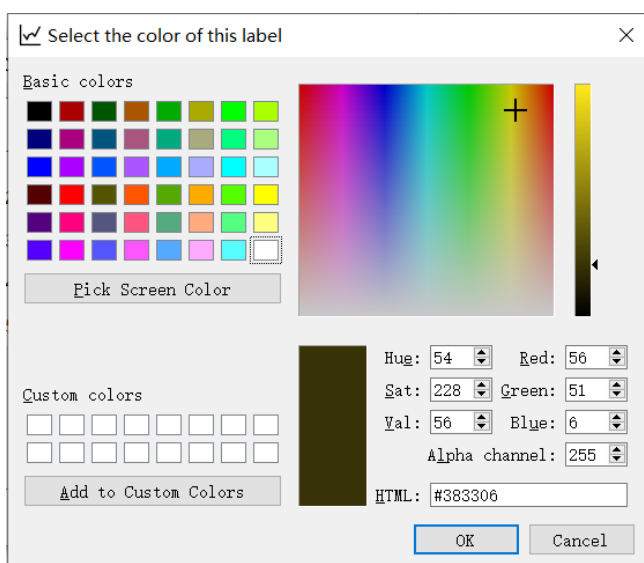 Select the color of this label
Basic colors
Pick Screen Color
Custom colors
Add to Custom Colors
Hue: 54 Red: 56
Sat: 228 Green: 51
Val: 56 Blue: 6
Alpha channel: 255
HTML: #383306
OK Cancel